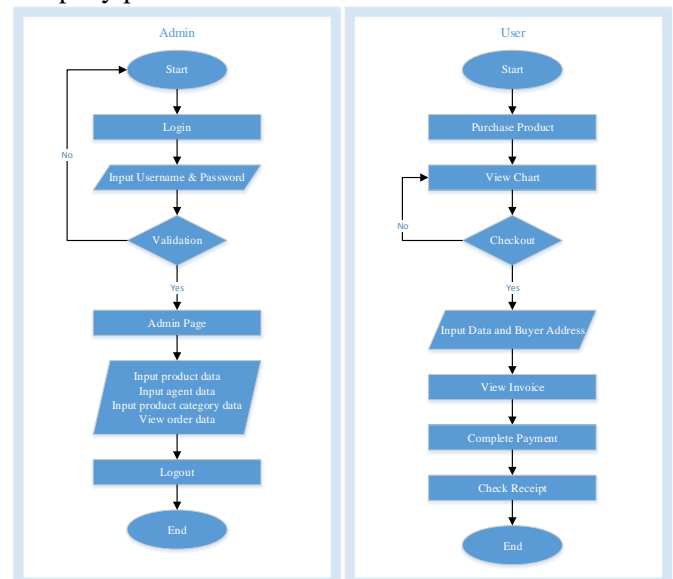 Admin
Start
Login
No
Input Username & Password
Validation
Yes
Admin Page
Input product data
Input agent data
Input product category data
View order data
Logout
End
User
Start
Purchase Product
View Chart
No
Checkout
Yes
Input Data and Buyer Address
View Invoice
Complete Payment
Check Receipt
End